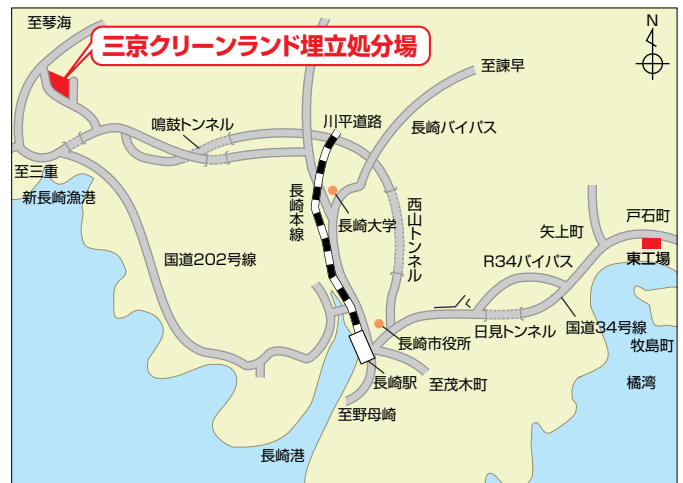 至琴海
三京クリーンランド埋立処分場
N
至諫早
鳴鼓トンネル
川平道路
長崎バイパス
至三重
新長崎漁港
長崎本線
長崎大学
西山トンネル
戸石町
矢上町
国道202号線
R34バイパス
東工場
長崎市役所
日見トンネル
国道34号線
牧島町
長崎駅
至茂木町
橘湾
至野母崎
長崎港